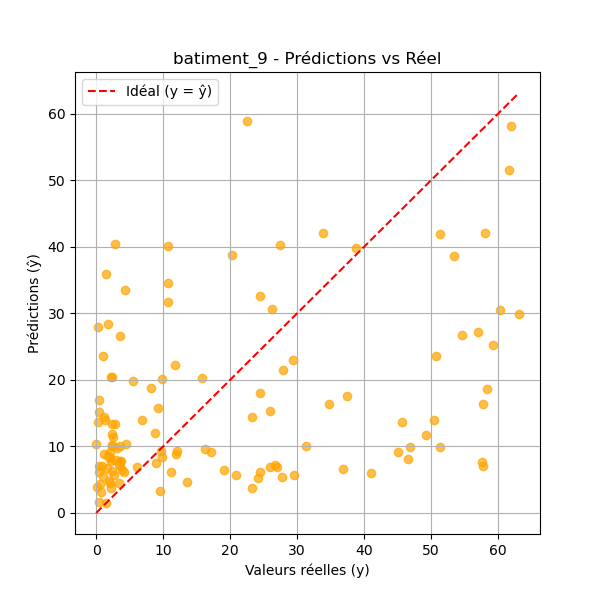 batiment_9 - Prédictions vs Réel
Idéal (y = ŷ)
Prédictions (ŷ)
60
50
40
30
20
10
0
0 10 20 30 40 50 60
Valeurs réelles (y)